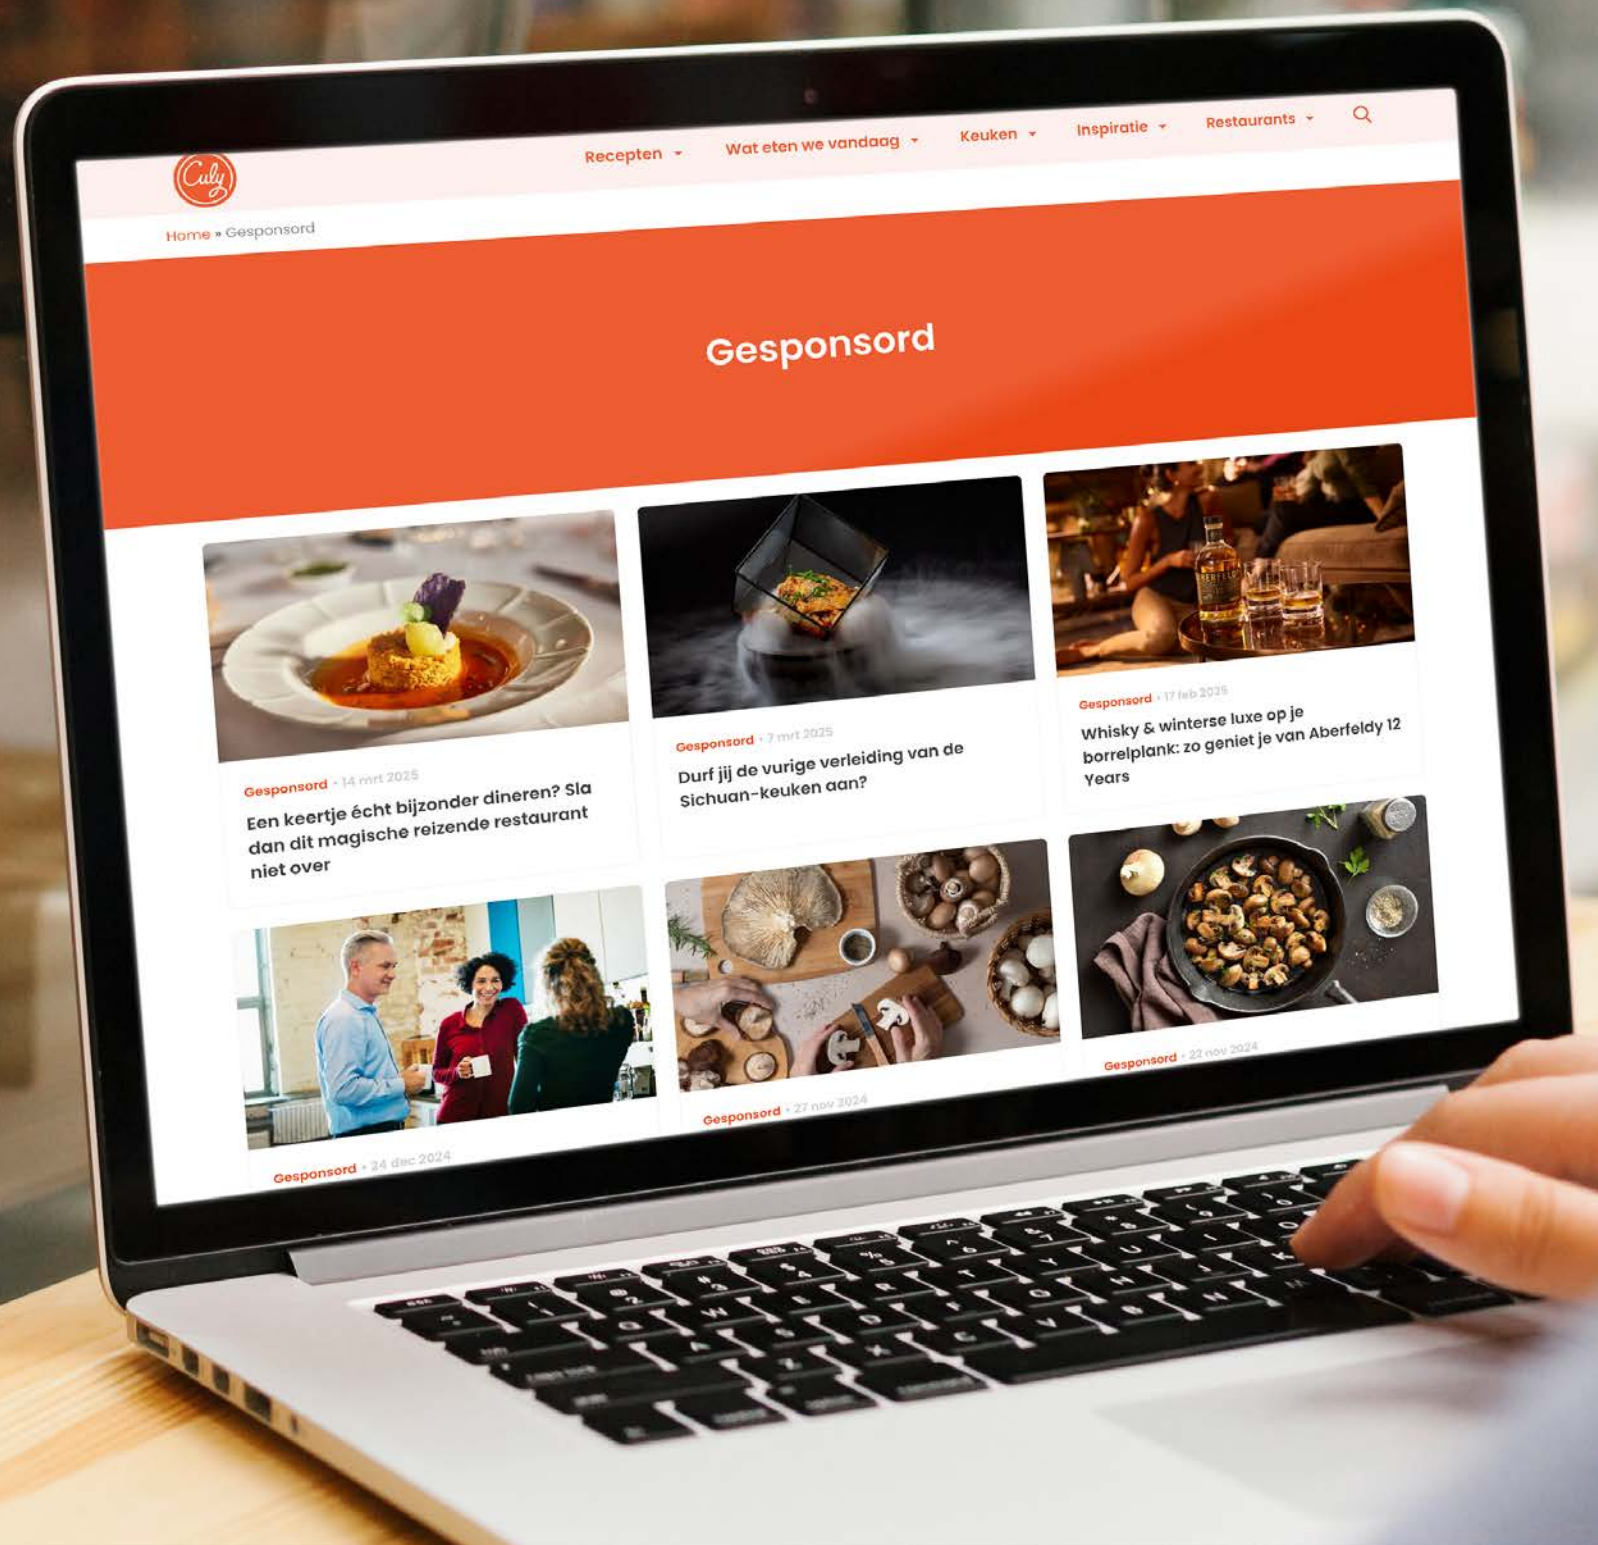 Culy
Recepten
Wat eten we vandaag
Keuken
Inspiratie
Restaurants
Home » Gesponsord
Gesponsord
Gesponsord • 14 mrt 2025
Een keertje écht bijzonder dineren? Sla
dan dit magische reizende restaurant
niet over
Gesponsord • 7 mrt 2025
Durf jij de vurige verleiding van de
Sichuan-keuken aan?
Gesponsord • 17 feb 2025
Whisky & winterse luxe op je
borrelplank: zo geniet je van Aberfeldy 12
Years
Gesponsord • 24 dec 2024
Gesponsord • 27 nov 2024
Gesponsord • 22 nov 2024